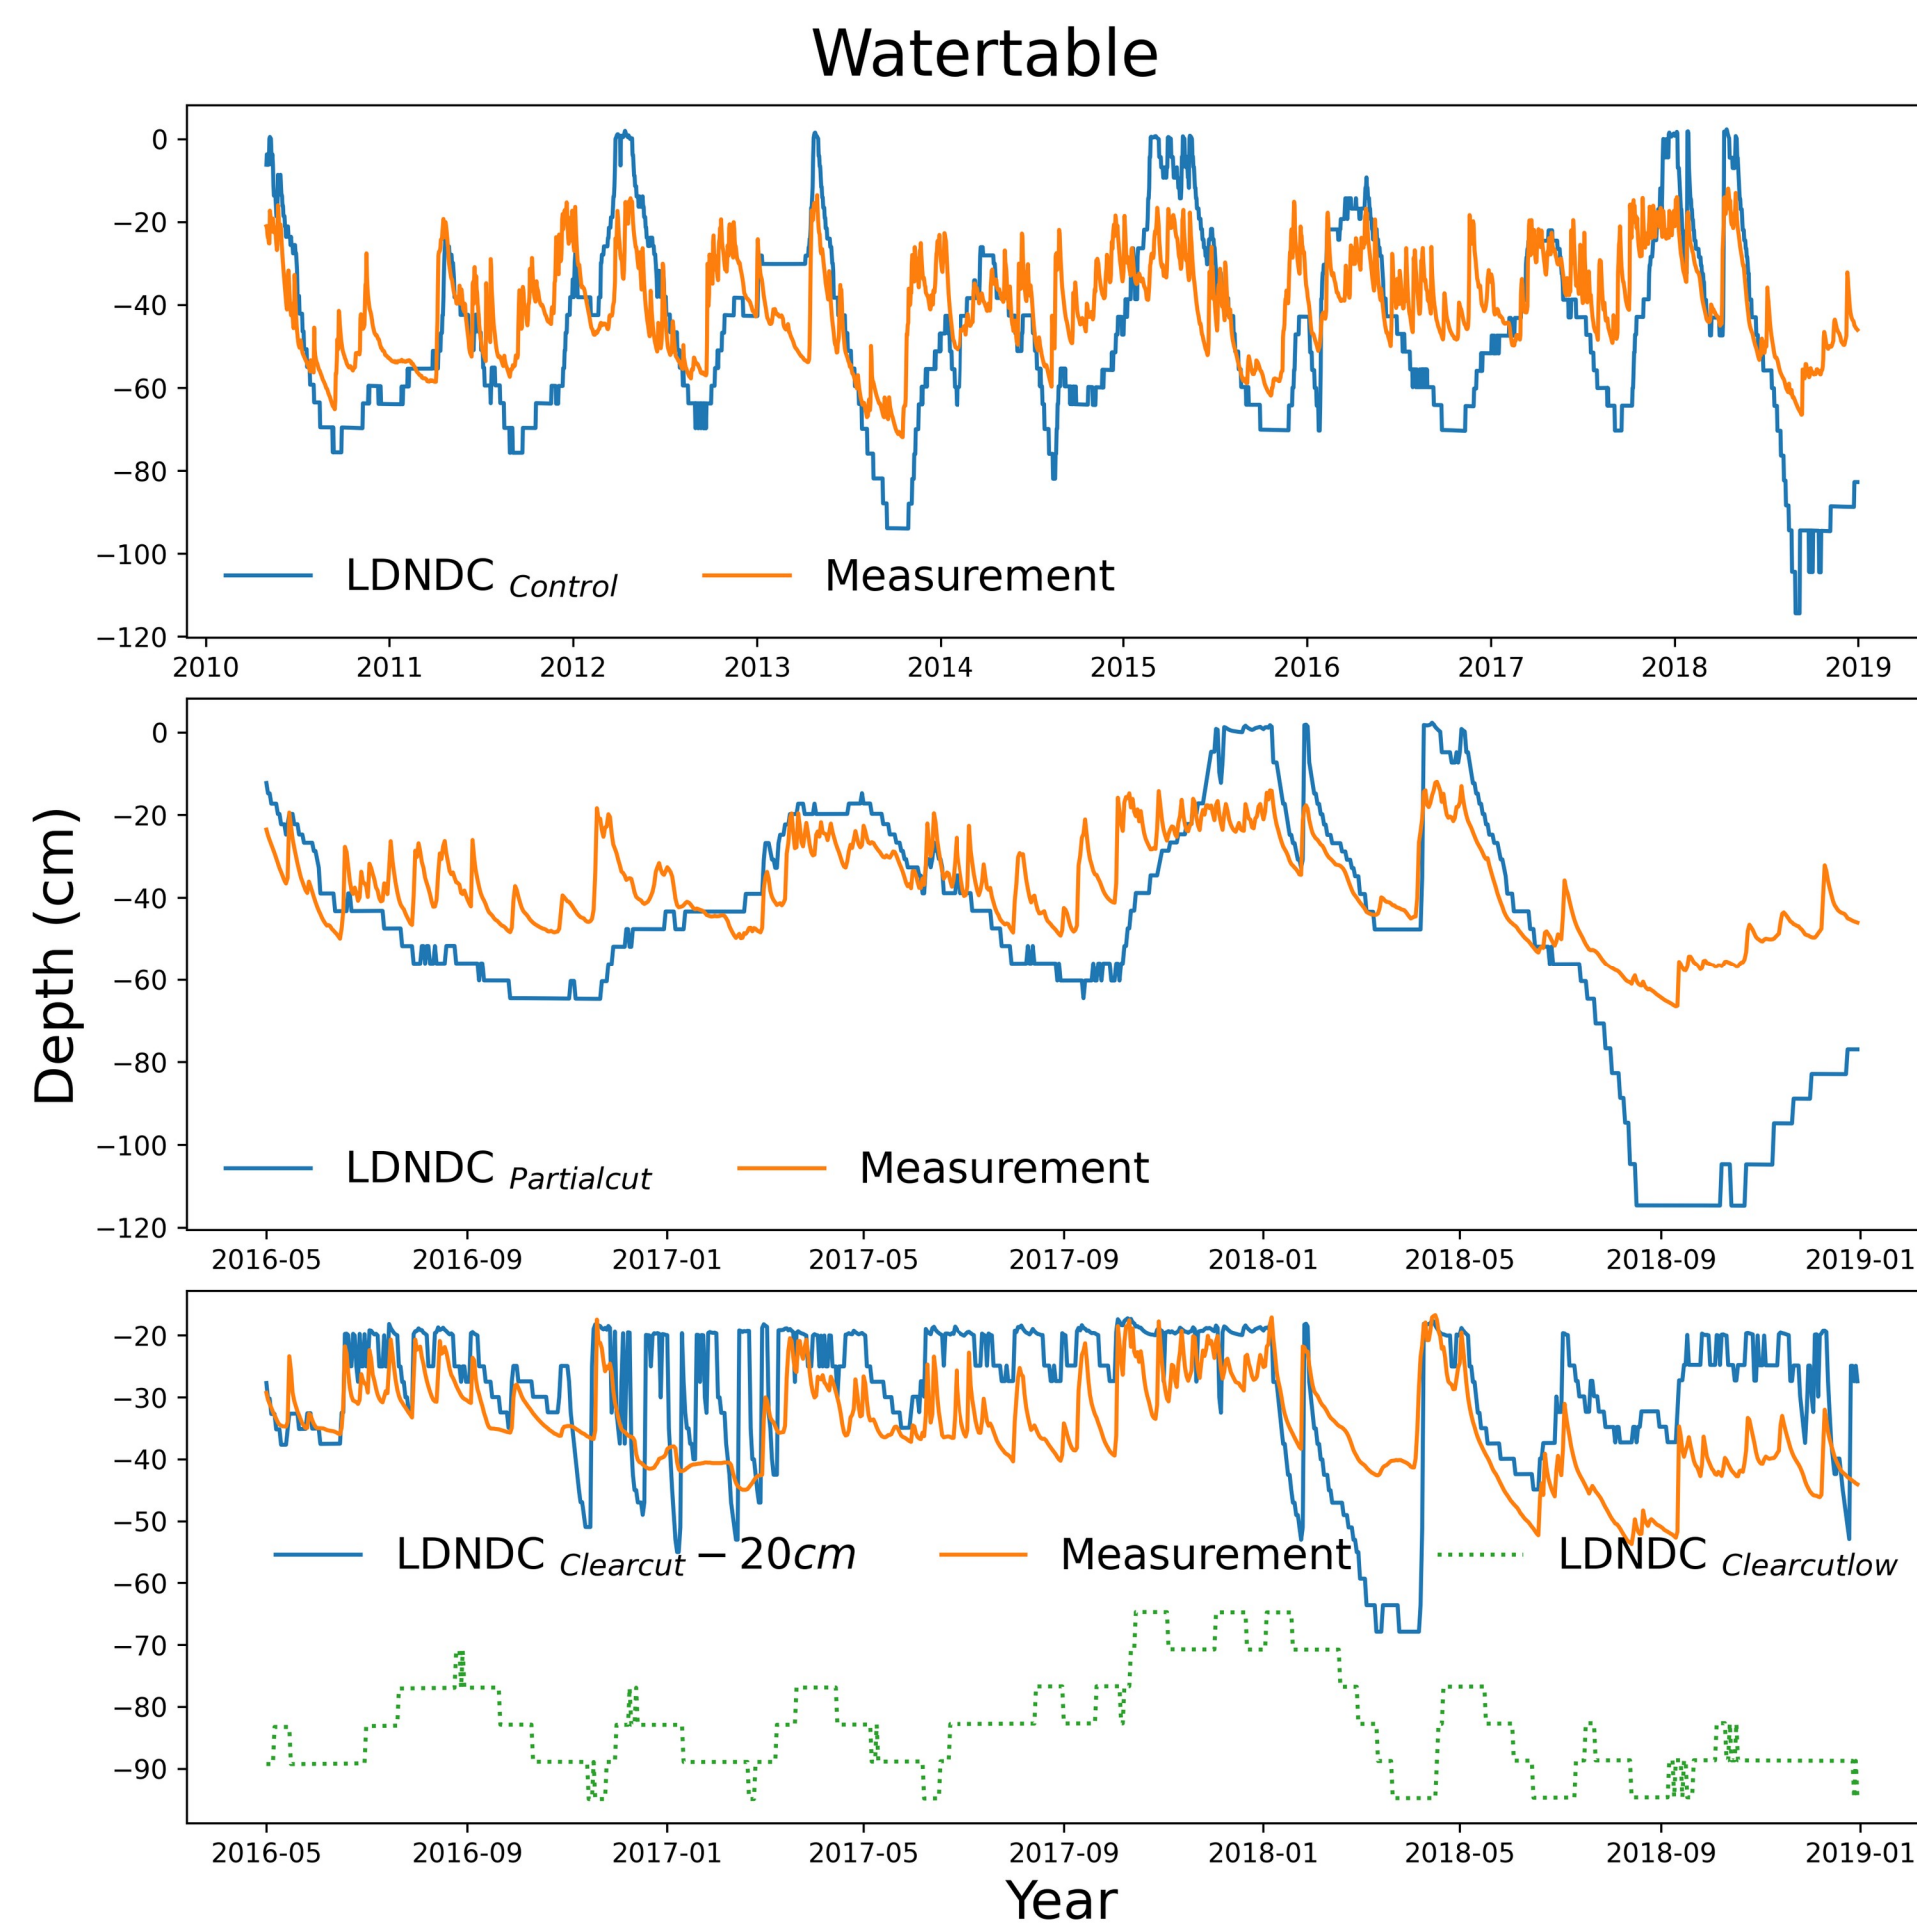 Watertable
0
−20
−40
−60
−80
−100
−120
LDNDC Control Measurement
2010 2011 2012 2013 2014 2015 2016 2017 2018 2019
Depth (cm)
0
−20
−40
−60
−80
−100
−120
LDNDC Partialcut Measurement
2016-05 2016-09 2017-01 2017-05 2017-09 2018-01 2018-05 2018-09 2019-01
−20
−30
−40
−50
−60
−70
−80
−90
LDNDC Clearcut − 20cm Measurement LDNDC Clearcutlow
2016-05 2016-09 2017-01 2017-05 2017-09 2018-01 2018-05 2018-09 2019-01
Year